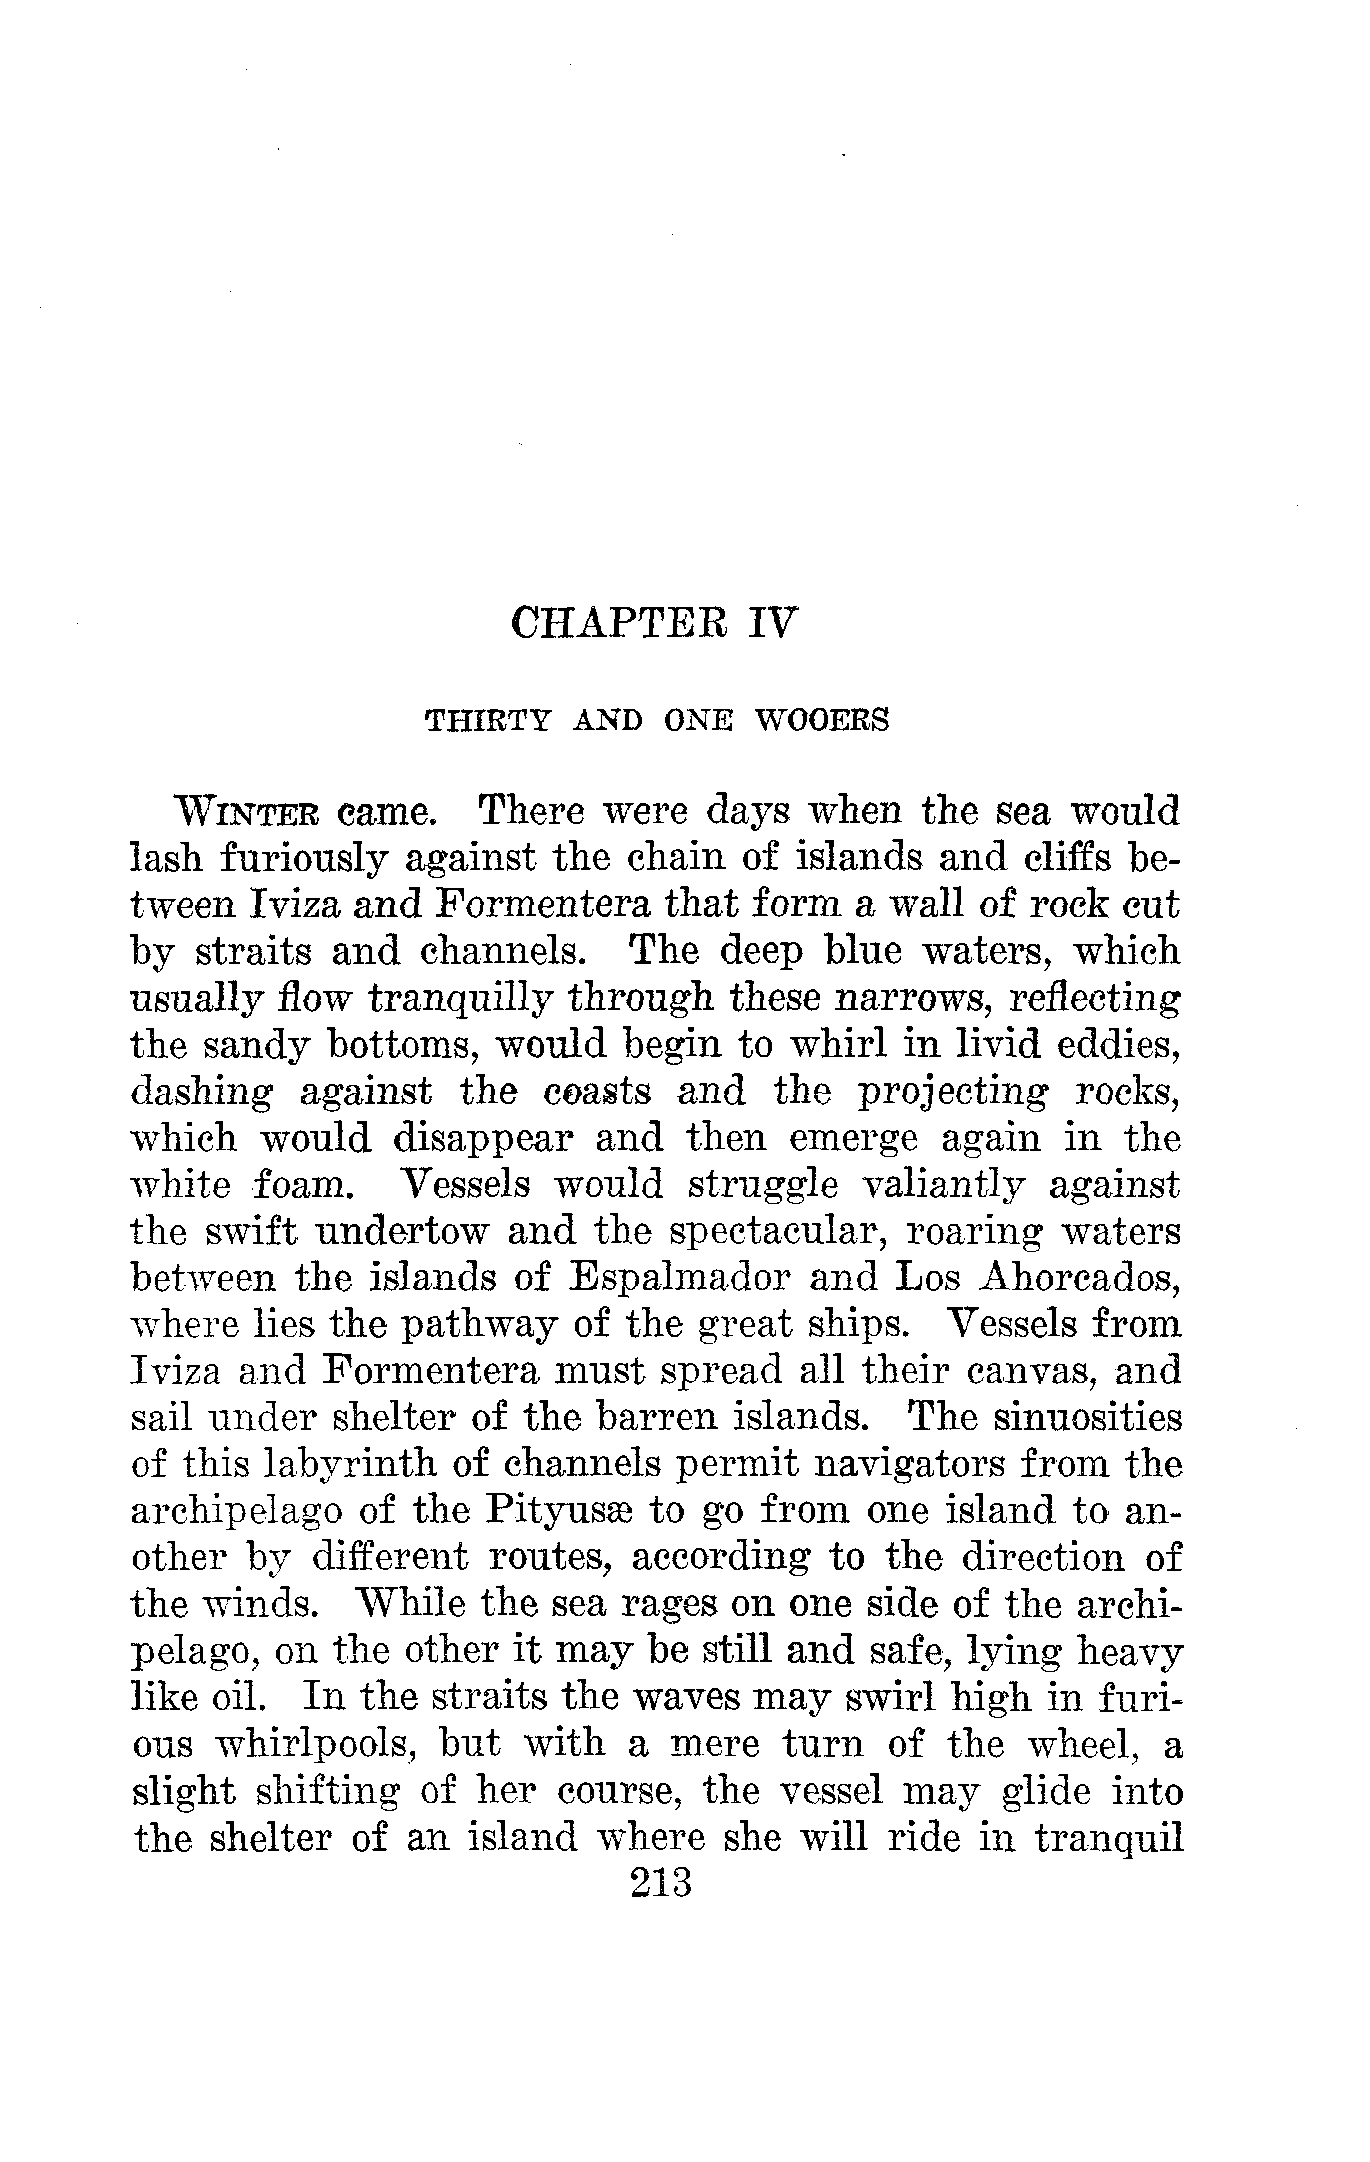 CHAPTER IV
THIRTY AND ONE WOOERS
WINTER came. There were days when the sea would
lash furiously against the chain of islands and cliffs be-
tween Iviza and Formentera that form a wall of rock cut
by straits and channels. The deep blue waters, which
usually flow tranquilly through these narrows, reflecting
the sandy bottoms, would begin to whirl in livid eddies,
dashing against the coasts and the projecting rocks,
which would disappear and then emerge again in the
white foam. Vessels would struggle valiantly against
the swift undertow and the spectacular, roaring waters
between the islands of Espalmador and Los Ahorcados,
where lies the pathway of the great ships. Vessels from
Iviza and Formentera must spread all their canvas, and
sail under shelter of the barren islands. The sinuosities
of this labyrinth of channels permit navigators from the
archipelago of the Pityusæ to go from one island to an-
other by different routes, according to the direction of
the winds. While the sea rages on one side of the archi-
pelago, on the other it may be still and safe, lying heavy
like oil. In the straits the waves may swirl high in furi-
ous whirlpools, but with a mere turn of the wheel, a
slight shifting of her course, the vessel may glide into
the shelter of an island where she will ride in tranquil
213